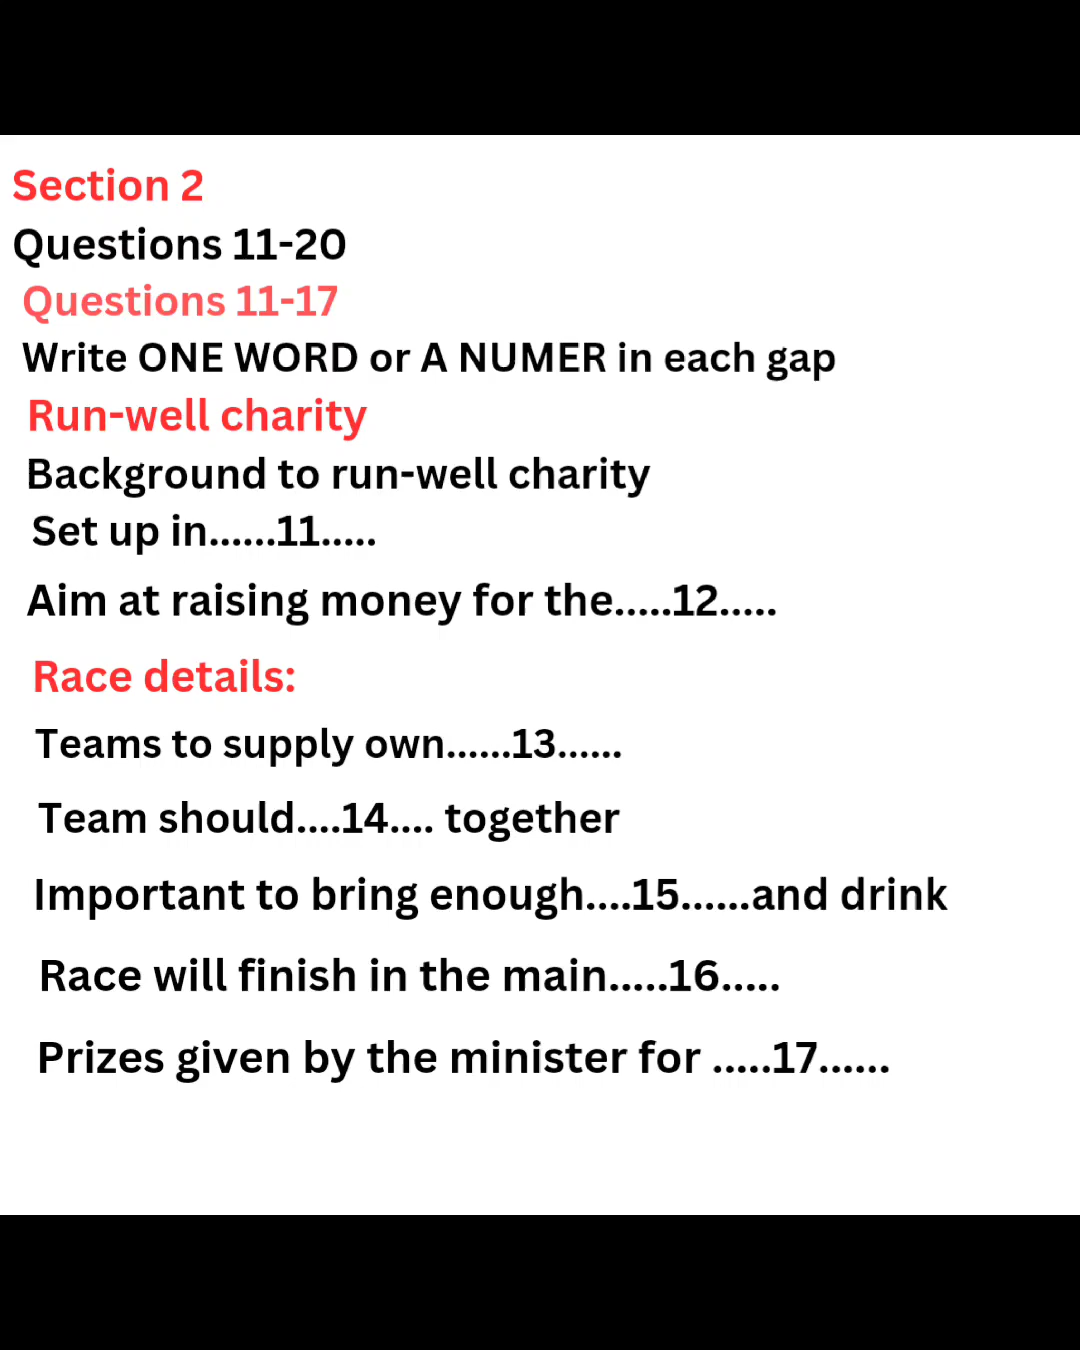 Section 2
Questions 11-20
Questions 11-17
Write ONE WORD or A NUMER in each gap
Run-well charity
Background to run-well charity
Set up in......11.....
Aim at raising money for the.....12.....
Race details:
Teams to supply own......13......
Team should....14.... together
Important to bring enough....15......and drink
Race will finish in the main.....16.....
Prizes given by the minister for .....17......